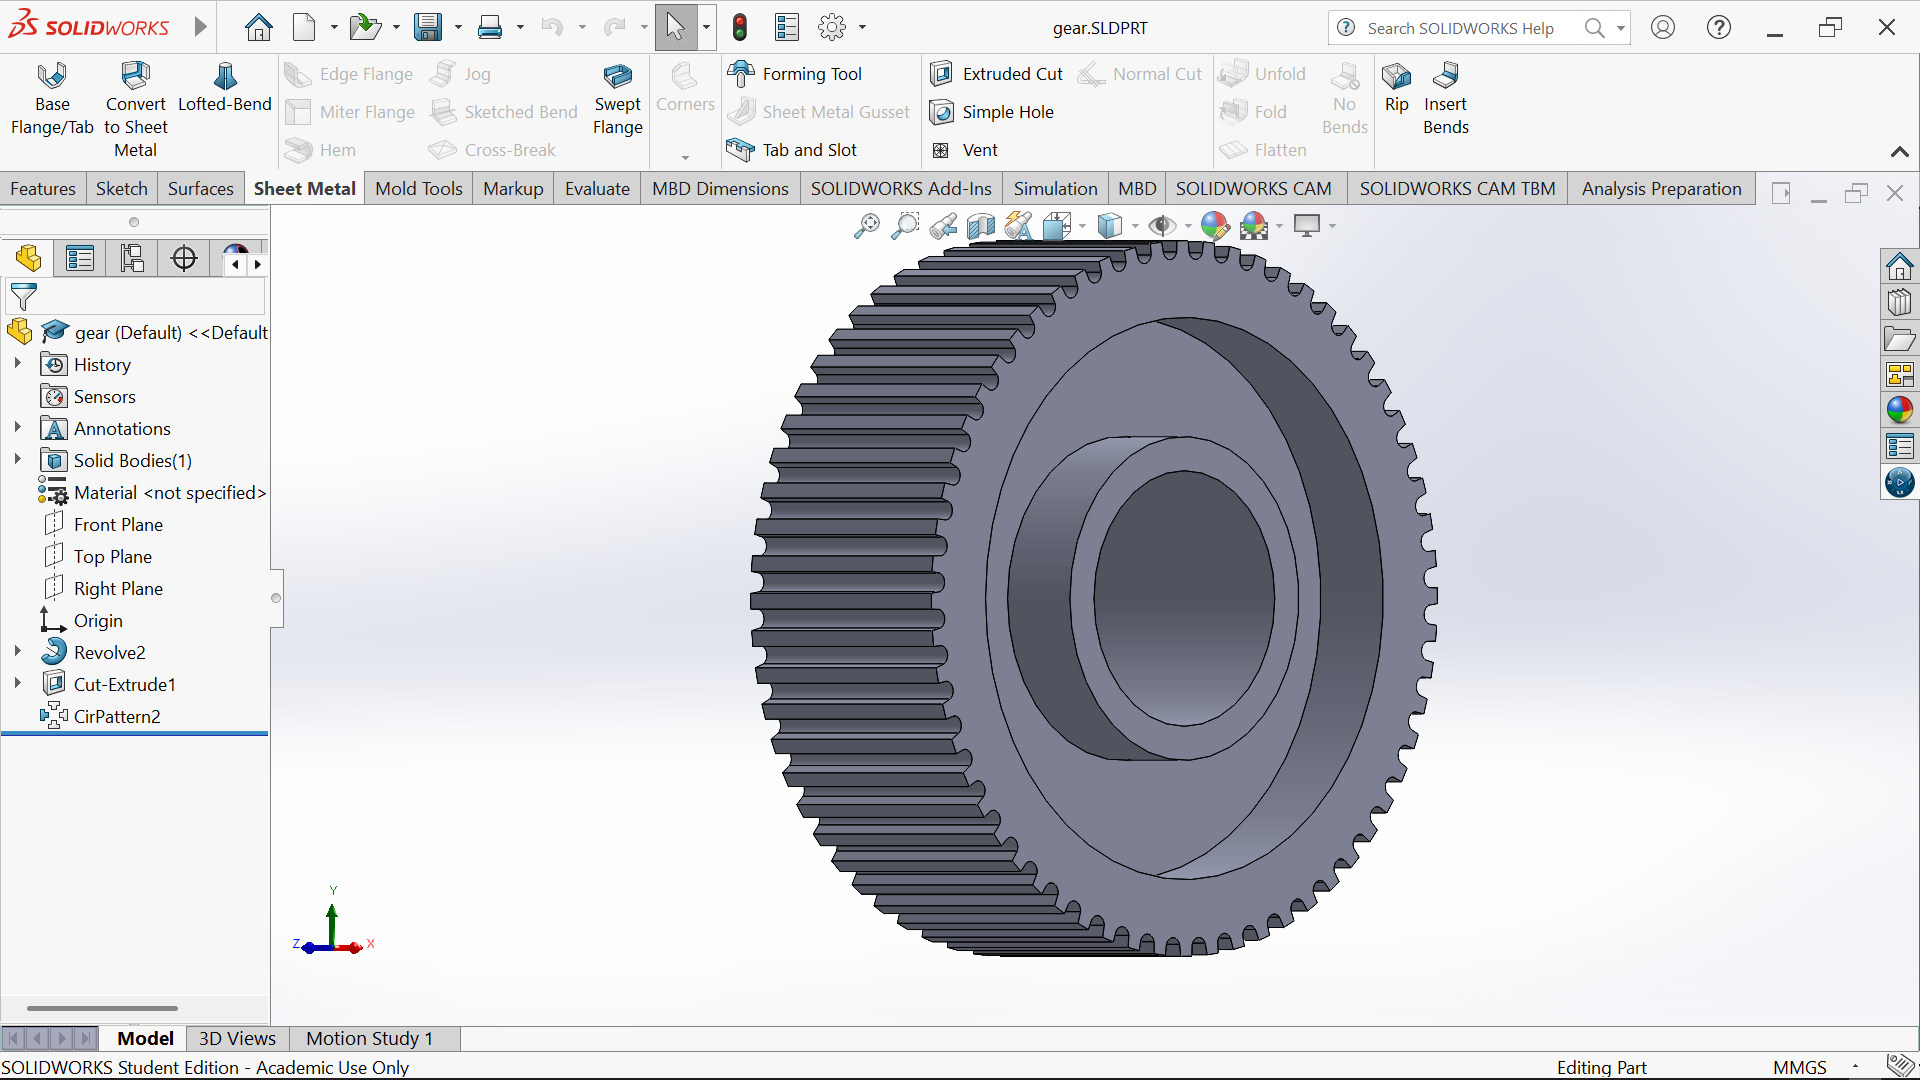 SOLIDWORKS
gear.SLDPRT
Search SOLIDWORKS Help
Base Flange/Tab
Convert to Sheet Metal
Lofted-Bend
Edge Flange
Miter Flange
Hem
Jog
Sketched Bend
Cross-Break
Swept Flange
Corners
Forming Tool
Sheet Metal Gusset
Tab and Slot
Extruded Cut
Simple Hole
Vent
Normal Cut
Unfold
Fold
Flatten
No Bends
Rip
Insert Bends
Features
Sketch
Surfaces
Sheet Metal
Mold Tools
Markup
Evaluate
MBD Dimensions
SOLIDWORKS Add-Ins
Simulation
MBD
SOLIDWORKS CAM
SOLIDWORKS CAM TBM
Analysis Preparation
gear (Default) <<Default
History
Sensors
Annotations
Solid Bodies(1)
Material <not specified>
Front Plane
Top Plane
Right Plane
Origin
Revolve2
Cut-Extrude1
CirPattern2
Y
Z
X
Model
3D Views
Motion Study 1
SOLIDWORKS Student Edition - Academic Use Only
Editing Part
MMGS